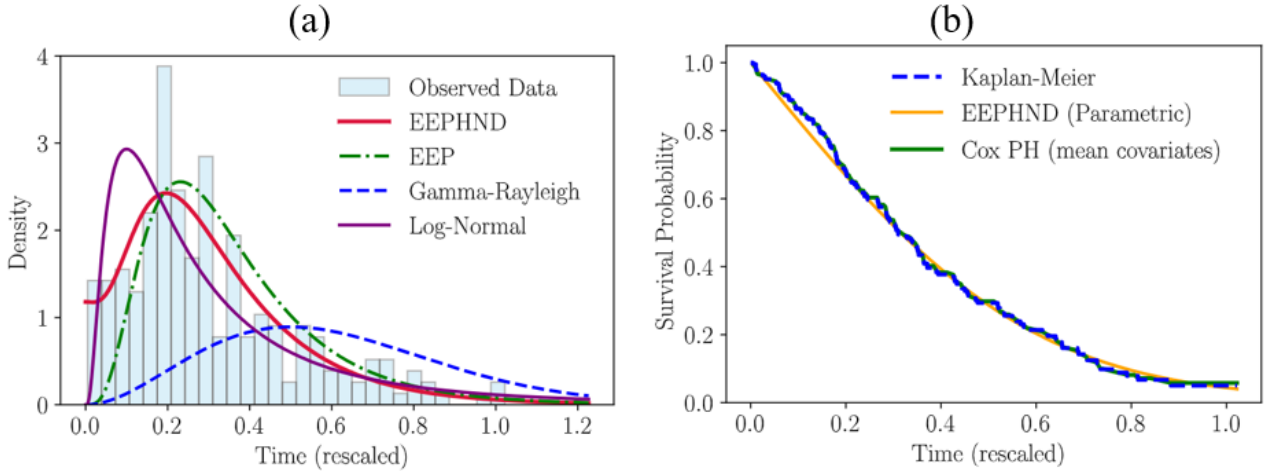 (a)
4
3
2
1
0
Density
Observed Data
EEPHND
EEP
Gamma-Rayleigh
Log-Normal
0.0 0.2 0.4 0.6 0.8 1.0 1.2
Time (rescaled)
(b)
1.0
0.8
0.6
0.4
0.2
0.0
Survival Probability
Kaplan-Meier
EEPHND (Parametric)
Cox PH (mean covariates)
0.0 0.2 0.4 0.6 0.8 1.0
Time (rescaled)